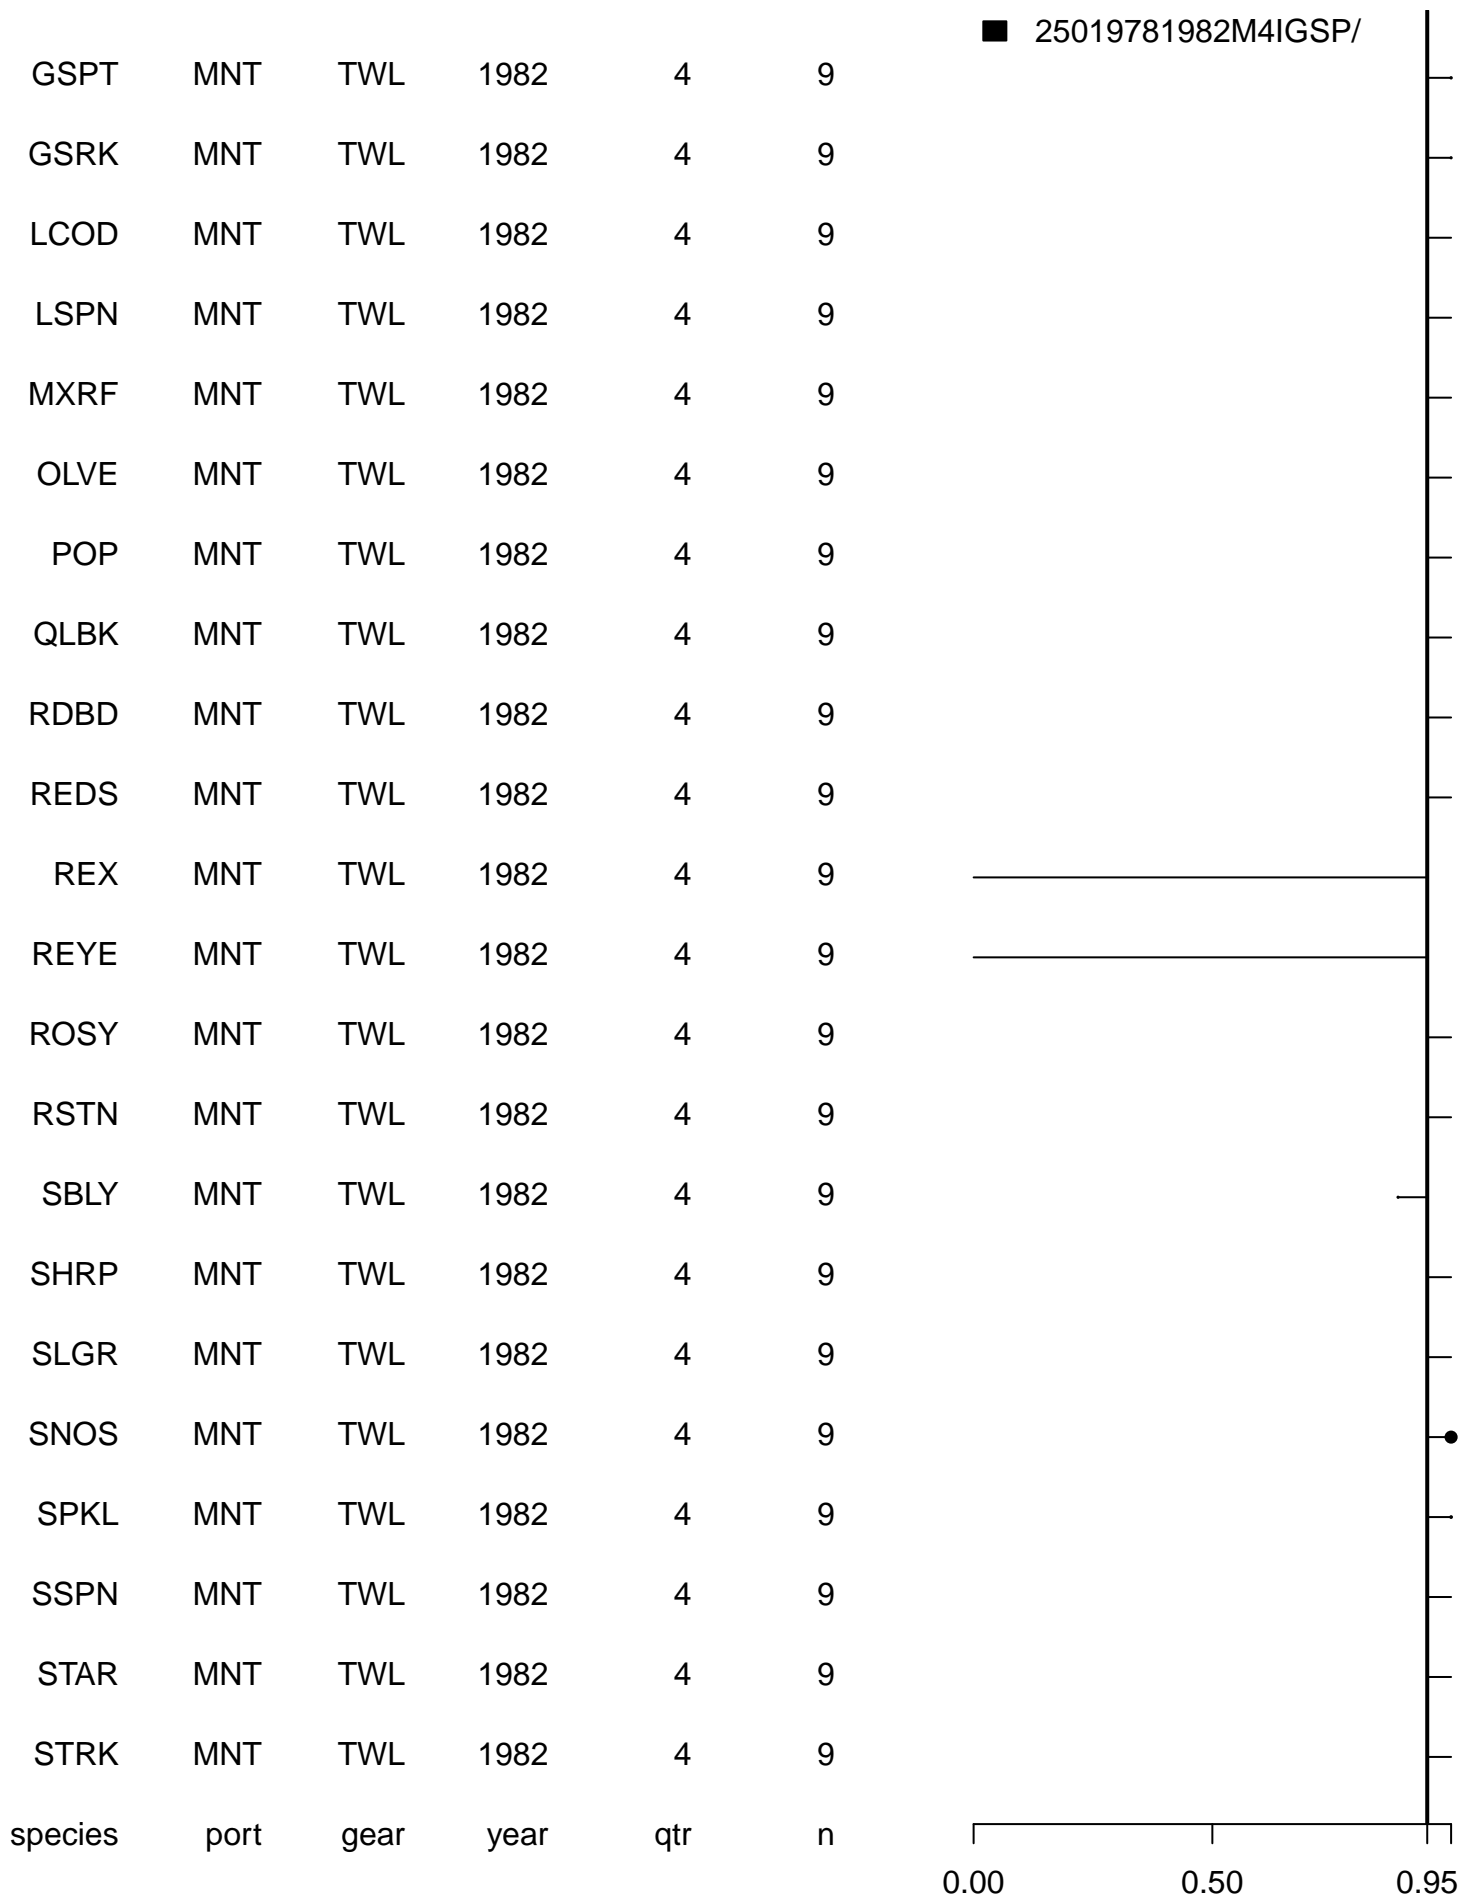 25019781982M4IGSP/
GSPT MNT TWL 1982 4 9
GSRK MNT TWL 1982 4 9
LCOD MNT TWL 1982 4 9
LSPN MNT TWL 1982 4 9
MXRF MNT TWL 1982 4 9
OLVE MNT TWL 1982 4 9
POP MNT TWL 1982 4 9
QLBK MNT TWL 1982 4 9
RDBD MNT TWL 1982 4 9
REDS MNT TWL 1982 4 9
REX MNT TWL 1982 4 9
REYE MNT TWL 1982 4 9
ROSY MNT TWL 1982 4 9
RSTN MNT TWL 1982 4 9
SBLY MNT TWL 1982 4 9
SHRP MNT TWL 1982 4 9
SLGR MNT TWL 1982 4 9
SNOS MNT TWL 1982 4 9
SPKL MNT TWL 1982 4 9
SSPN MNT TWL 1982 4 9
STAR MNT TWL 1982 4 9
STRK MNT TWL 1982 4 9
species port gear year qtr n
0.00 0.50 0.95